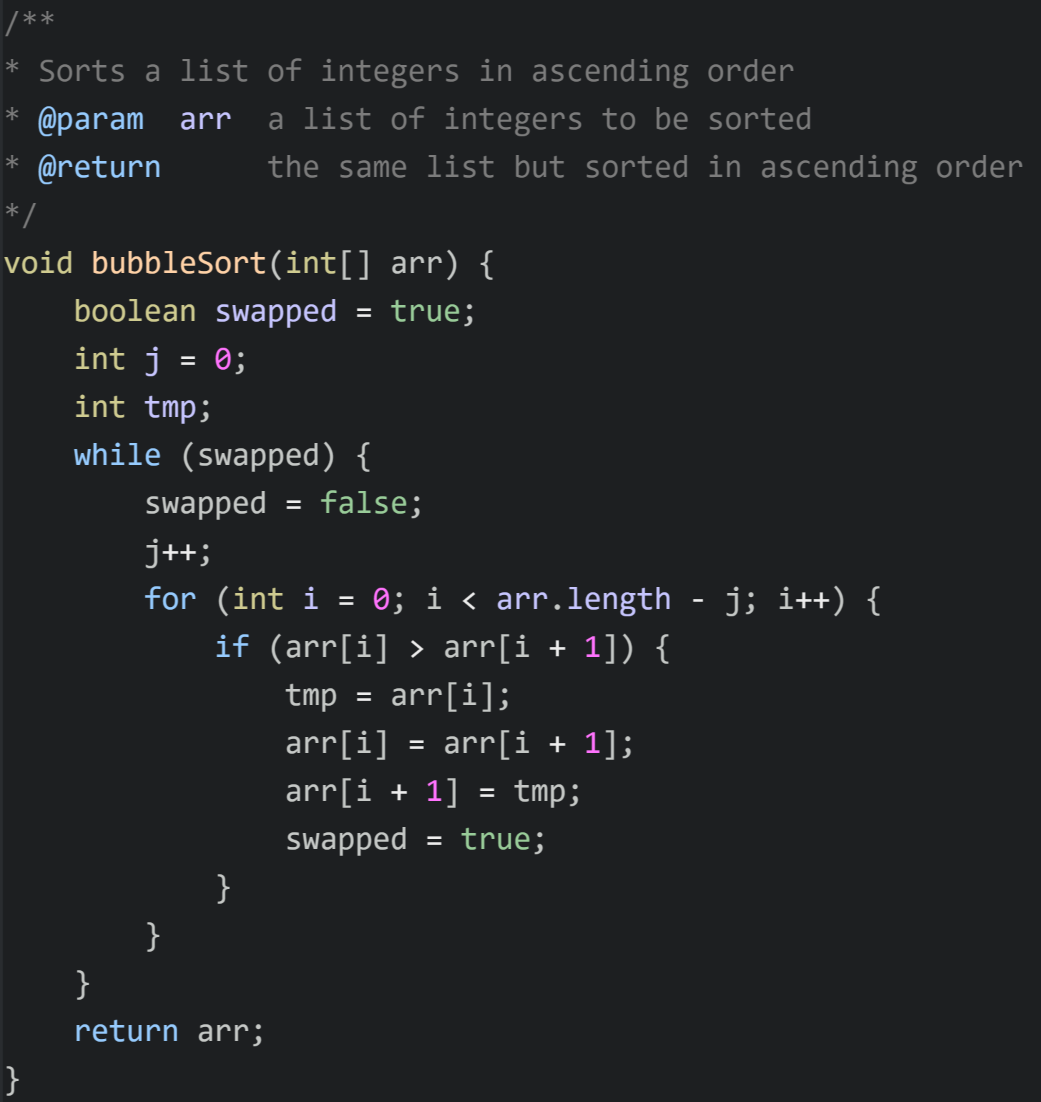 /**
* Sorts a list of integers in ascending order
* @param  arr  a list of integers to be sorted
* @return      the same list but sorted in ascending order
*/
void bubbleSort(int[] arr) {
    boolean swapped = true;
    int j = 0;
    int tmp;
    while (swapped) {
        swapped = false;
        j++;
        for (int i = 0; i < arr.length - j; i++) {
            if (arr[i] > arr[i + 1]) {
                tmp = arr[i];
                arr[i] = arr[i + 1];
                arr[i + 1] = tmp;
                swapped = true;
            }
        }
    }
    return arr;
}